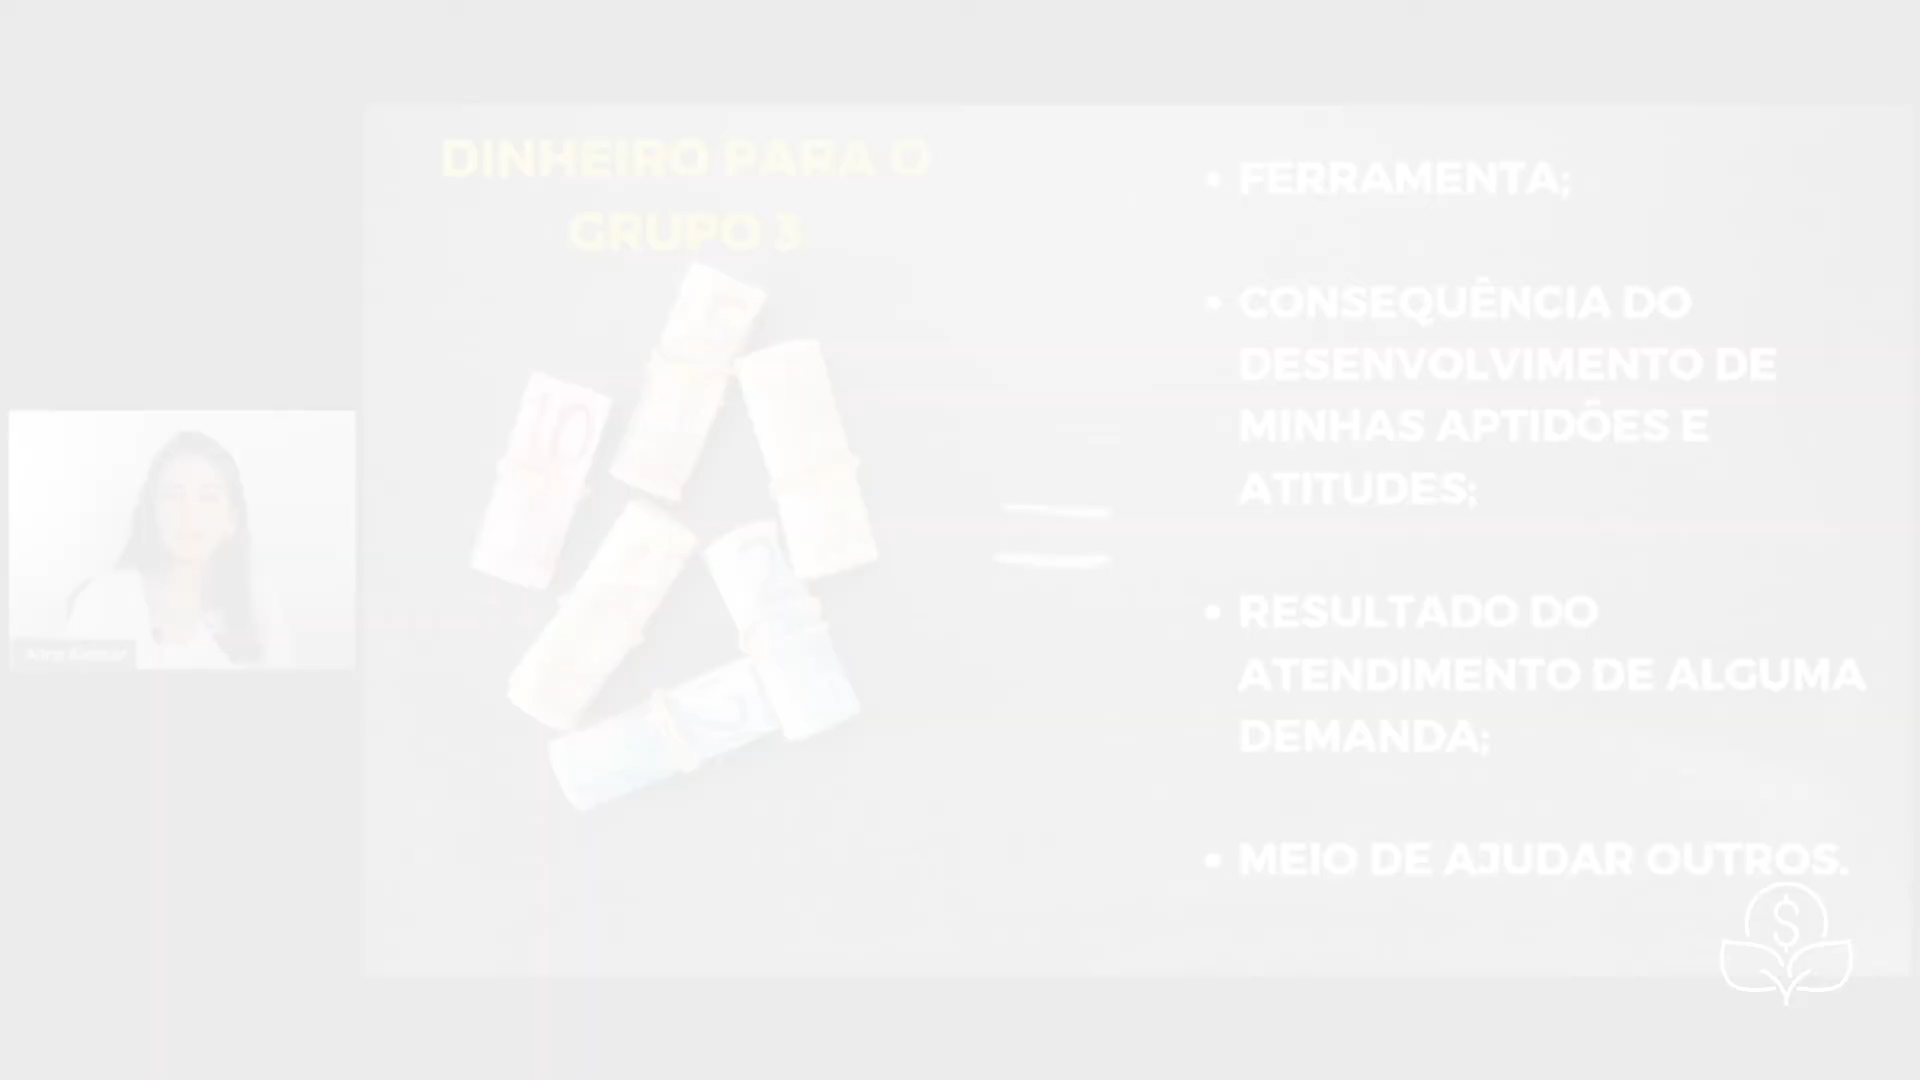 DINHEIRO PARA O
GRUPO 3
• FERRAMENTA;
• CONSEQUÊNCIA DO
DESENVOLVIMENTO DE
MINHAS APTIDÕES E
ATITUDES;
• RESULTADO DO
ATENDIMENTO DE ALGUMA
DEMANDA;
• MEIO DE AJUDAR OUTROS.
10
$